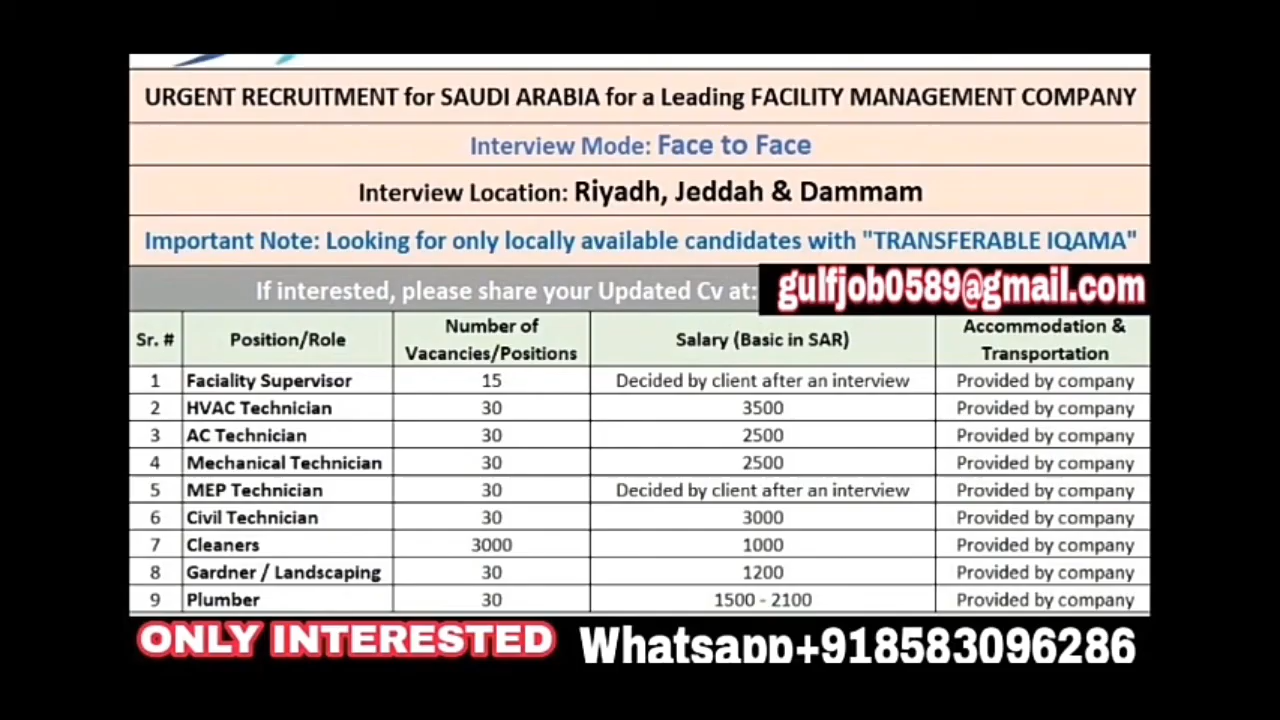 URGENT RECRUITMENT for SAUDI ARABIA for a Leading FACILITY MANAGEMENT COMPANY
Interview Mode: Face to Face
Interview Location: Riyadh, Jeddah & Dammam
Important Note: Looking for only locally available candidates with "TRANSFERABLE IQAMA"
If interested, please share your Updated Cv at: gulfjob0589@gmail.com
Sr. # Position/Role Number of Vacancies/Positions Salary (Basic in SAR) Accommodation & Transportation
1 Faciality Supervisor 15 Decided by client after an interview Provided by company
2 HVAC Technician 30 3500 Provided by company
3 AC Technician 30 2500 Provided by company
4 Mechanical Technician 30 2500 Provided by company
5 MEP Technician 30 Decided by client after an interview Provided by company
6 Civil Technician 30 3000 Provided by company
7 Cleaners 3000 1000 Provided by company
8 Gardner / Landscaping 30 1200 Provided by company
9 Plumber 30 1500 - 2100 Provided by company
ONLY INTERESTED Whatsapp+918583096286